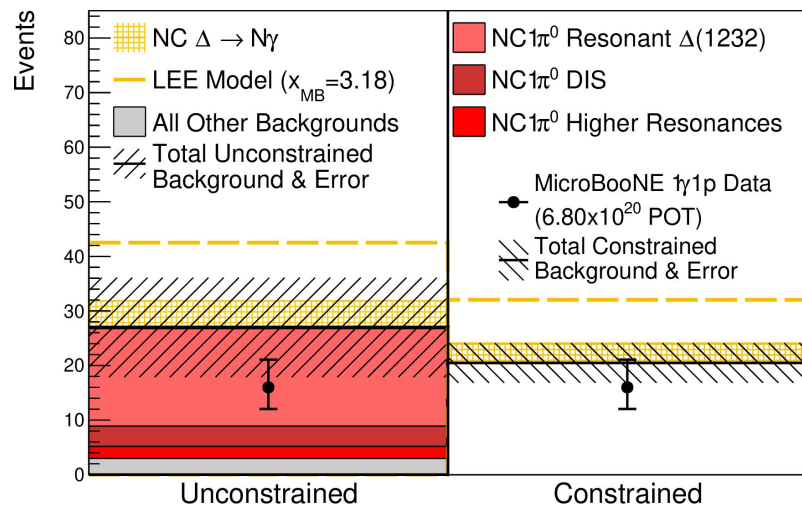 Events
80
70
60
50
40
30
20
10
0
NC Δ → Nγ
LEE Model (x_MB=3.18)
All Other Backgrounds
Total Unconstrained
Background & Error
NC1π⁰ Resonant Δ(1232)
NC1π⁰ DIS
NC1π⁰ Higher Resonances
MicroBooNE 1γ1p Data
(6.80x10²⁰ POT)
Total Constrained
Background & Error
Unconstrained
Constrained